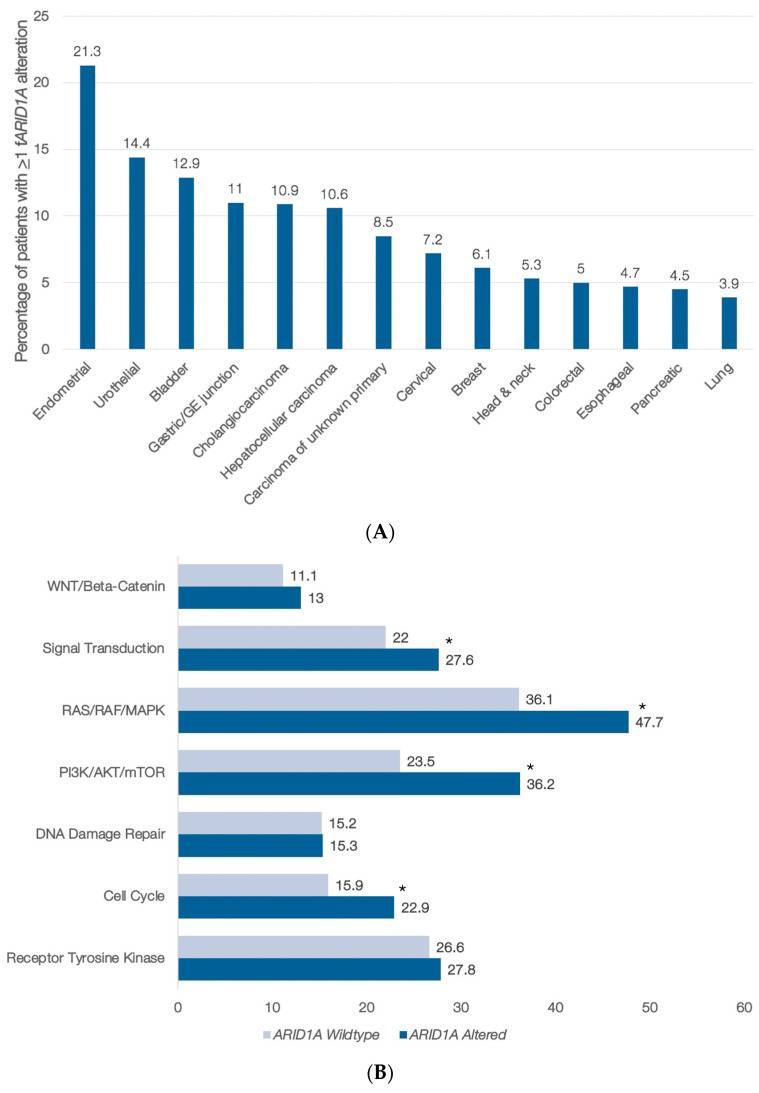 Percentage of patients with ≥1 fARID1A alteration
25
20
15
10
5
0
21.3
14.4
12.9
11
10.9
10.6
8.5
7.2
6.1
5.3
5
4.7
4.5
3.9
Endometrial
Urothelial
Bladder
Gastric/GE junction
Cholangiocarcinoma
Hepatocellular carcinoma
Carcinoma of unknown primary
Cervical
Breast
Head & neck
Colorectal
Esophageal
Pancreatic
Lung
(A)
WNT/Beta-Catenin
11.1
13
Signal Transduction
22
*
27.6
RAS/RAF/MAPK
36.1
*
47.7
PI3K/AKT/mTOR
23.5
*
36.2
DNA Damage Repair
15.2
15.3
Cell Cycle
15.9
*
22.9
Receptor Tyrosine Kinase
26.6
27.8
0 10 20 30 40 50 60
ARID1A Wildtype ARID1A Altered
(B)